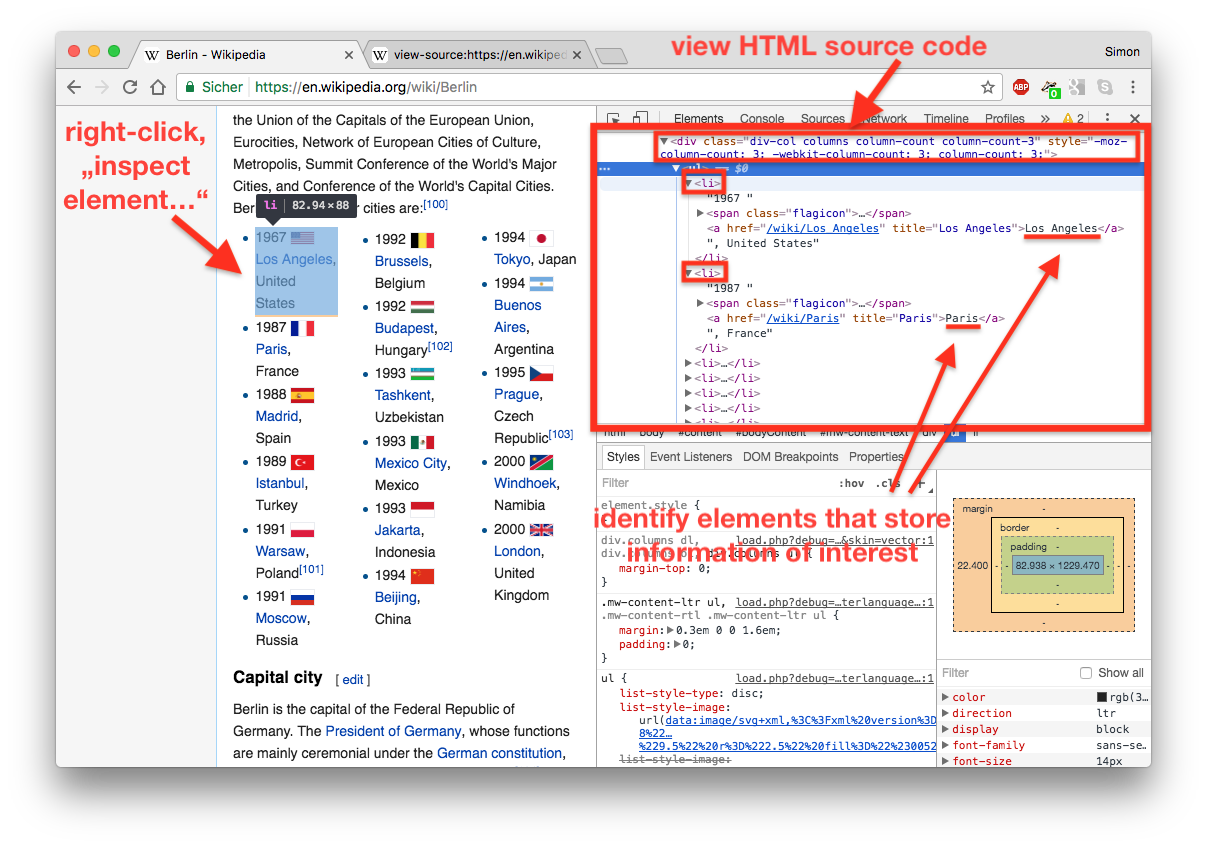 view HTML source code
Berlin - Wikipedia
view-source:https://en.wikiped
Simon
Sicher
https://en.wikipedia.org/wiki/Berlin
ABP
0
right-click,
„inspect
element…“
the Union of the Capitals of the European Union,
Eurocities, Network of European Cities of Culture,
Metropolis, Summit Conference of the World's Major
Cities, and Conference of the World's Capital Cities.
cities are:[100]
li | 82.94×88
1967
Los Angeles,
United
States
1987
Paris,
France
1988
Madrid,
Spain
1989
Istanbul,
Turkey
1991
Warsaw,
Poland[101]
1991
Moscow,
Russia
1992
Brussels,
Belgium
1992
Budapest,
Hungary[102]
1993
Tashkent,
Uzbekistan
1993
Mexico City,
Mexico
1993
Jakarta,
Indonesia
1994
Beijing,
China
1994
Tokyo, Japan
1994
Buenos
Aires,
Argentina
1995
Prague,
Czech
Republic[103]
2000
Windhoek,
Namibia
2000
London,
United
Kingdom
Capital city [ edit ]
Berlin is the capital of the Federal Republic of
Germany. The President of Germany, whose functions
are mainly ceremonial under the German constitution,
Elements Console Sources Network Timeline Profiles » 2
<div class="div-col columns column-count column-count-3" style="-moz-
column-count: 3; -webkit-column-count: 3; column-count: 3;">
<ul> == $0
<li>
"1967 "
<span class="flagicon">…</span>
<a href="/wiki/Los_Angeles" title="Los Angeles">Los Angeles</a>
", United States"
</li>
<li>
"1987 "
<span class="flagicon">…</span>
<a href="/wiki/Paris" title="Paris">Paris</a>
", France"
</li>
<li>…</li>
<li>…</li>
<li>…</li>
<li>…</li>
<li>…</li>
html body #content #bodyContent #mw-content-text div ul li
Styles Event Listeners DOM Breakpoints Properties
Filter :hov .cls +
element.style {
identify elements that store
information of interest
div.columns dl, load.php?debug=…&skin=vector:1
div.columns ol, div.columns ul {
margin-top: 0;
}
.mw-content-ltr ul, load.php?debug=…terlanguage…:1
.mw-content-rtl .mw-content-ltr ul {
margin: 0.3em 0 0 1.6em;
padding: 0;
}
ul { load.php?debug=…terlanguage…:1
list-style-type: disc;
list-style-image:
url(data:image/svg+xml,%3C%3Fxml%20version%3D
8%22…
%229.5%22%20r%3D%222.5%22%20fill%3D%22%230052
list-style-image:
margin -
border -
padding -
22.400 - - 82.938 × 1229.470 - - -
-
-
-
Filter Show all
color rgb(3…
direction ltr
display block
font-family sans-se…
font-size 14px